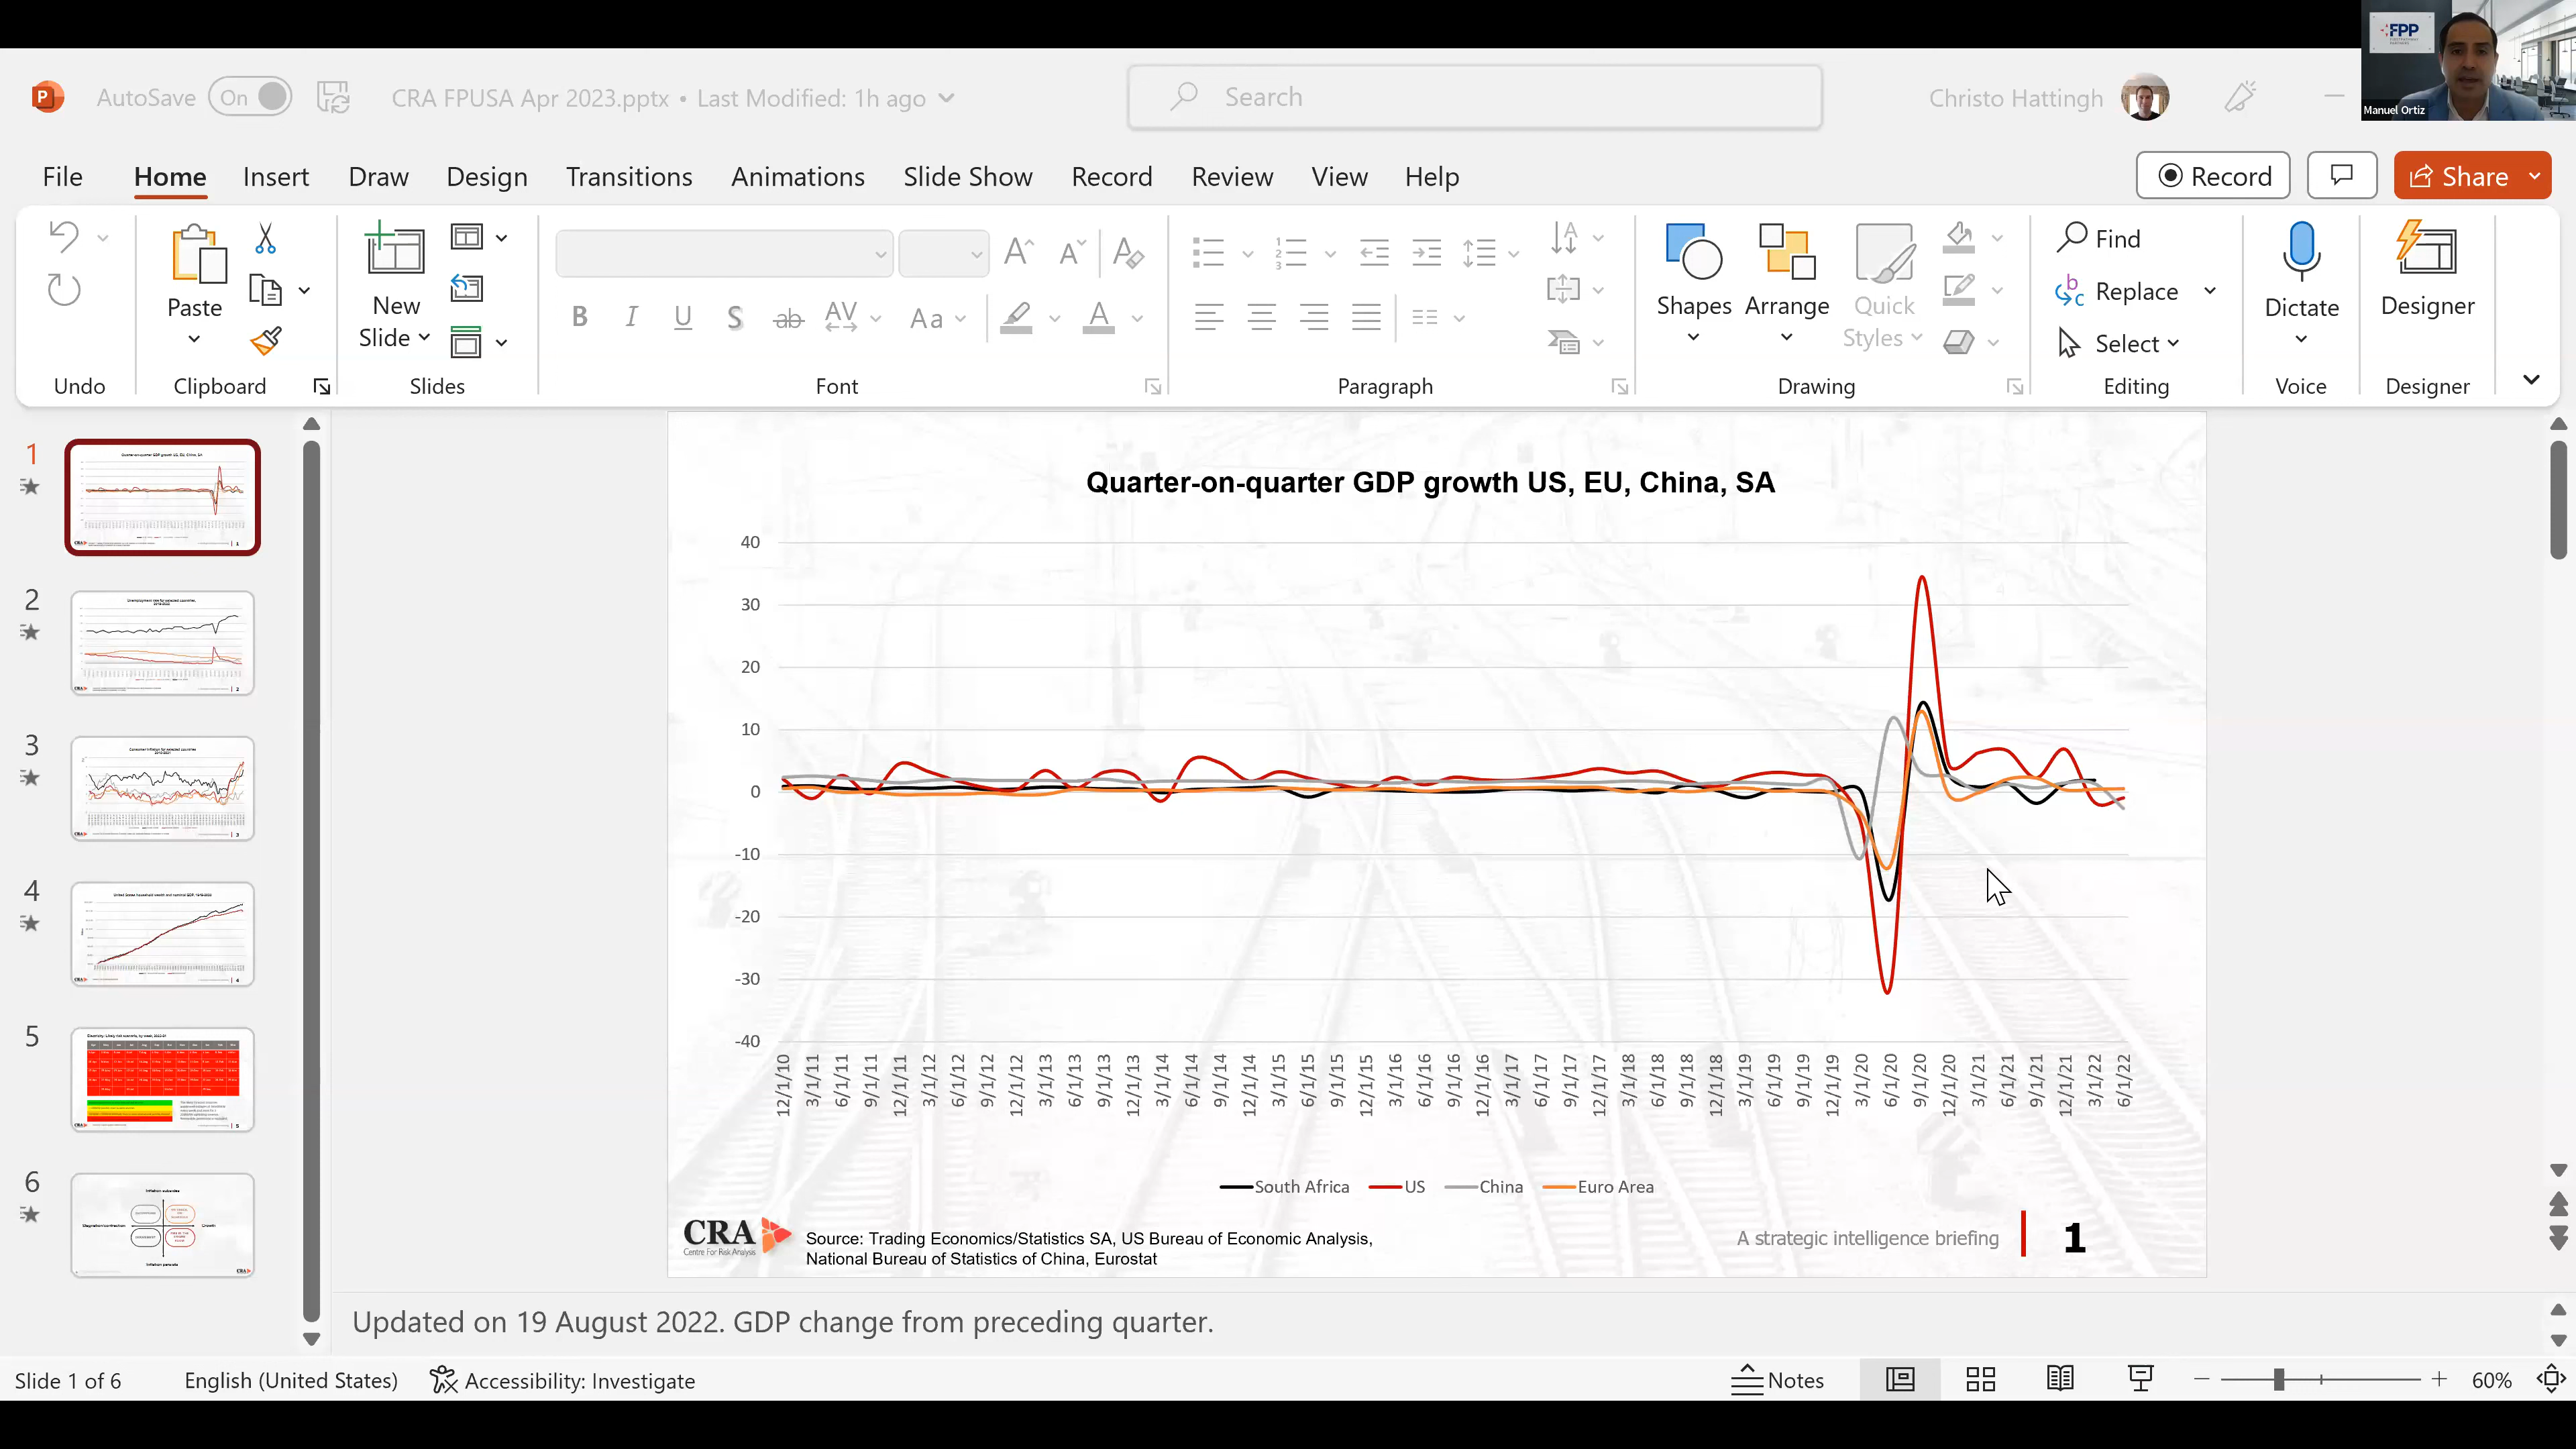 FPP
Manuel Ortiz
AutoSave On CRA FPUSA Apr 2023.pptx • Last Modified: 1h ago Search Christo Hattingh
File Home Insert Draw Design Transitions Animations Slide Show Record Review View Help Record Share
Paste New Slide Shapes Arrange Quick Styles Find Replace Select Dictate Designer
Undo Clipboard Slides Font Paragraph Drawing Editing Voice Designer
1
2
3
4
5
6
Quarter-on-quarter GDP growth US, EU, China, SA
40
30
20
10
0
-10
-20
-30
-40
12/1/10 3/1/11 6/1/11 9/1/11 12/1/11 3/1/12 6/1/12 9/1/12 12/1/12 3/1/13 6/1/13 9/1/13 12/1/13 3/1/14 6/1/14 9/1/14 12/1/14 3/1/15 6/1/15 9/1/15 12/1/15 3/1/16 6/1/16 9/1/16 12/1/16 3/1/17 6/1/17 9/1/17 12/1/17 3/1/18 6/1/18 9/1/18 12/1/18 3/1/19 6/1/19 9/1/19 12/1/19 3/1/20 6/1/20 9/1/20 12/1/20 3/1/21 6/1/21 9/1/21 12/1/21 3/1/22 6/1/22
South Africa US China Euro Area
CRA
Centre For Risk Analysis
Source: Trading Economics/Statistics SA, US Bureau of Economic Analysis,
National Bureau of Statistics of China, Eurostat
A strategic intelligence briefing 1
Updated on 19 August 2022. GDP change from preceding quarter.
Slide 1 of 6 English (United States) Accessibility: Investigate Notes 60%